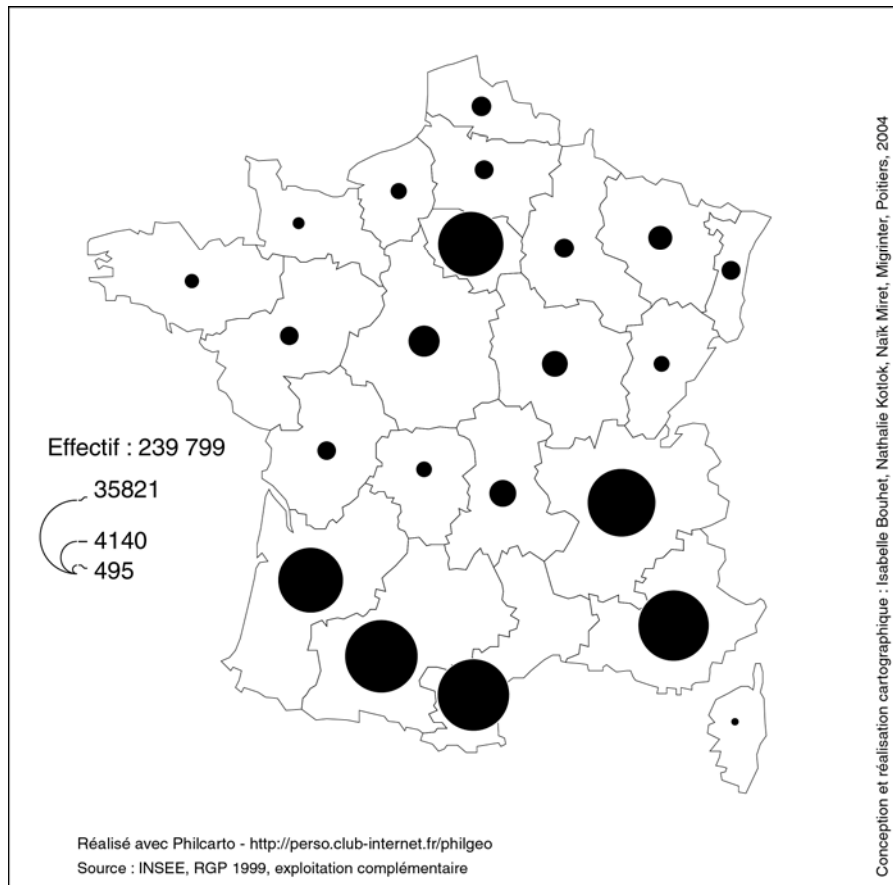 Effectif : 239 799
35821
4140
495
Réalisé avec Philcarto - http://perso.club-internet.fr/philgeo
Source : INSEE, RGP 1999, exploitation complémentaire
Conception et réalisation cartographique : Isabelle Bouhet, Nathalie Kotlok, Naïk Miret, Migrinter, Poitiers, 2004